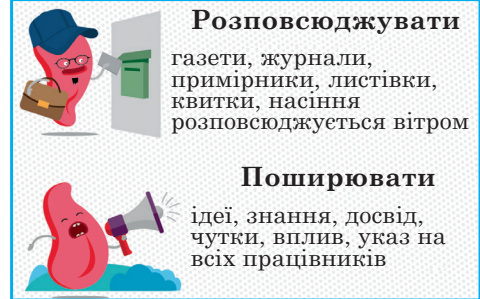 Розповсюджувати
газети, журнали,
примірники, листівки,
квитки, насіння
розповсюджується вітром
Поширювати
ідеї, знання, досвід,
чутки, вплив, указ на
всіх працівників